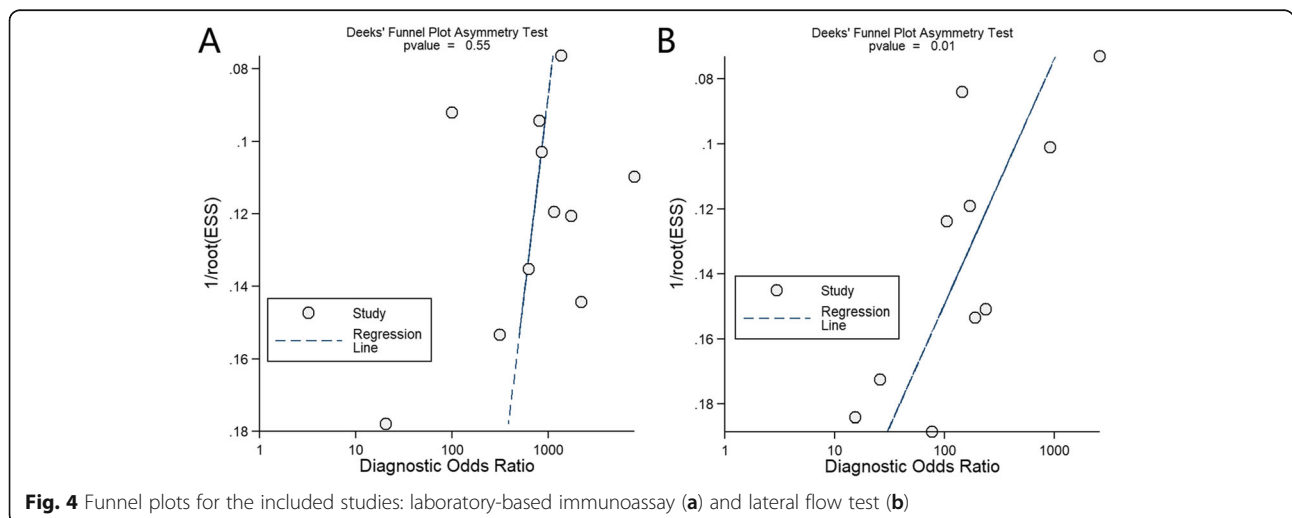 A
Deeks' Funnel Plot Asymmetry Test
pvalue = 0.55
.08
.1
.12
.14
.16
.18
1/root(ESS)
Study
Regression
Line
1 10 100 1000
Diagnostic Odds Ratio
B
Deeks' Funnel Plot Asymmetry Test
pvalue = 0.01
.08
.1
.12
.14
.16
.18
1/root(ESS)
Study
Regression
Line
1 10 100 1000
Diagnostic Odds Ratio
Fig. 4 Funnel plots for the included studies: laboratory-based immunoassay (a) and lateral flow test (b)